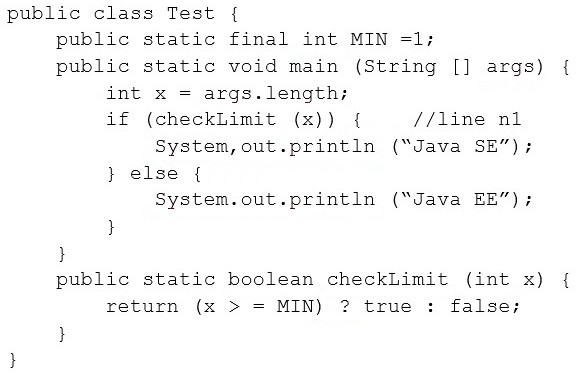 public class Test {
    public static final int MIN =1;
    public static void main (String [] args) {
        int x = args.length;
        if (checkLimit (x)) {    //line n1
            System,out.println (“Java SE”);
        } else {
            System.out.println (“Java EE”);
        }
    }
    public static boolean checkLimit (int x) {
        return (x > = MIN) ? true : false;
    }
}